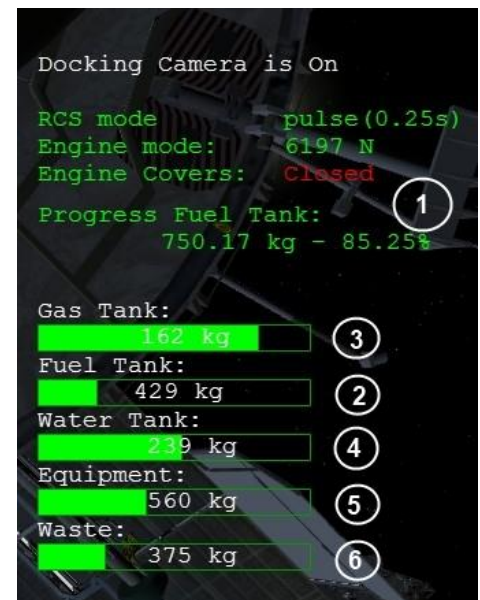 Docking Camera is On
RCS mode pulse(0.25s)
Engine mode: 6197 N
Engine Covers: Closed
1
Progress Fuel Tank:
750.17 kg - 85.25%
Gas Tank:
162 kg 3
Fuel Tank:
429 kg 2
Water Tank:
239 kg 4
Equipment:
560 kg 5
Waste:
375 kg 6